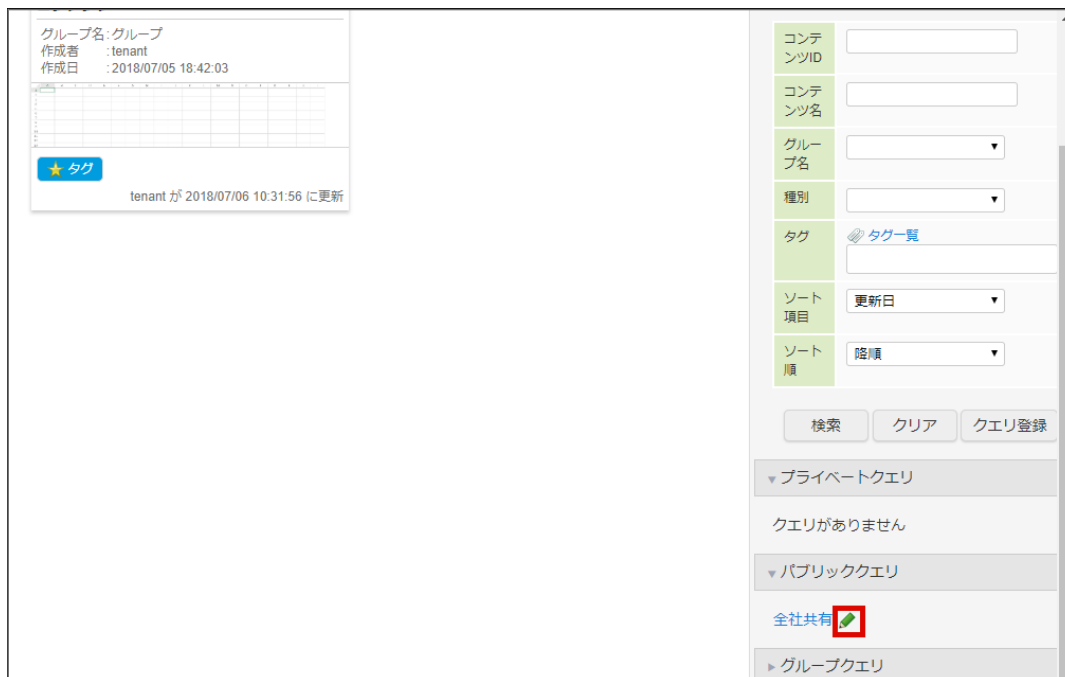 グループ名:グループ
作成者 :tenant
作成日 :2018/07/05 18:42:03
タグ
tenant が 2018/07/06 10:31:56 に更新
コンテ
ンツID
コンテ
ンツ名
グルー
プ名
種別
タグ
タグ一覧
ソート
項目
更新日
ソート
順
降順
検索
クリア
クエリ登録
プライベートクエリ
クエリがありません
パブリッククエリ
全社共有
グループクエリ